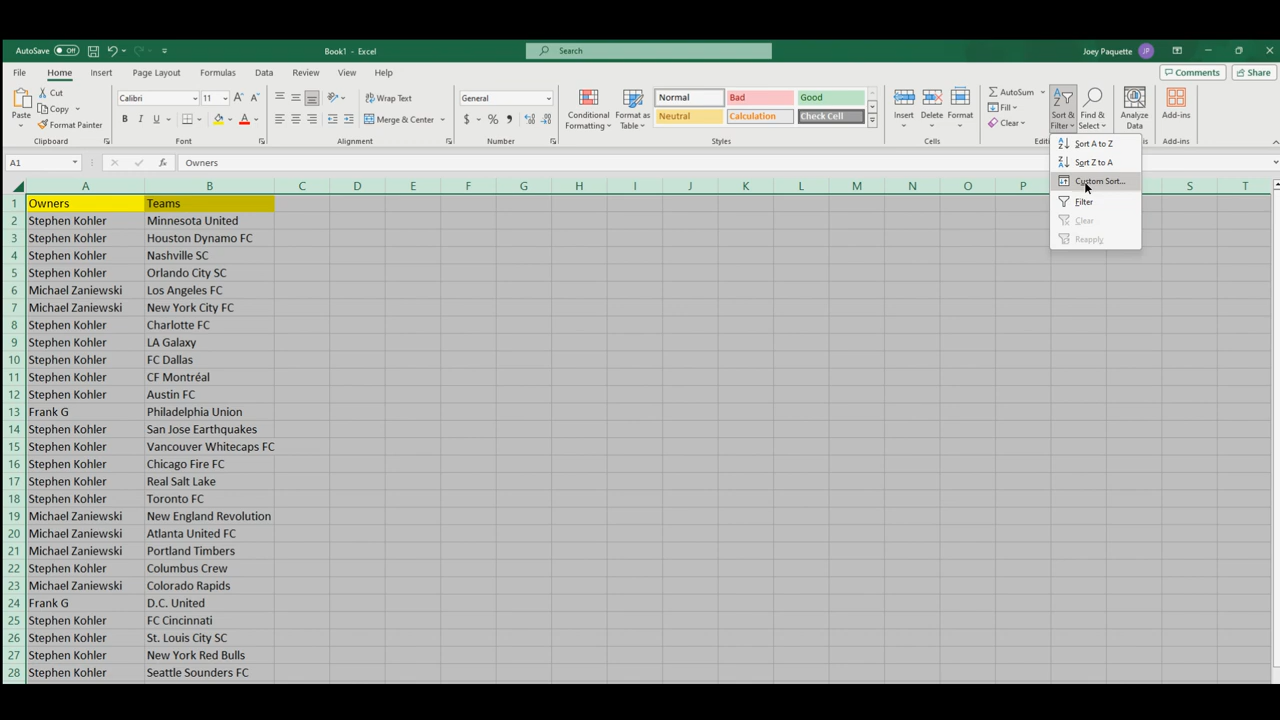 AutoSave Off Book1 - Excel Search Joey Paquette JP
File Home Insert Page Layout Formulas Data Review View Help Comments Share
Paste Cut Copy Format Painter Clipboard
Calibri 11 B I U Font
Wrap Text Merge & Center Alignment
General $ % Number
Conditional Formatting Format as Table Normal Bad Good Neutral Calculation Check Cell Styles
Insert Delete Format Cells
AutoSum Fill Clear Sort & Filter Find & Select
Analyze Data Add-ins Add-ins
Sort A to Z
Sort Z to A
Custom Sort...
Filter
Clear
Reapply
A1 fx Owners
A B C D E F G H I J K L M N O P S T
1 Owners Teams
2 Stephen Kohler Minnesota United
3 Stephen Kohler Houston Dynamo FC
4 Stephen Kohler Nashville SC
5 Stephen Kohler Orlando City SC
6 Michael Zaniewski Los Angeles FC
7 Michael Zaniewski New York City FC
8 Stephen Kohler Charlotte FC
9 Stephen Kohler LA Galaxy
10 Stephen Kohler FC Dallas
11 Stephen Kohler CF Montréal
12 Stephen Kohler Austin FC
13 Frank G Philadelphia Union
14 Stephen Kohler San Jose Earthquakes
15 Stephen Kohler Vancouver Whitecaps FC
16 Stephen Kohler Chicago Fire FC
17 Stephen Kohler Real Salt Lake
18 Stephen Kohler Toronto FC
19 Michael Zaniewski New England Revolution
20 Michael Zaniewski Atlanta United FC
21 Michael Zaniewski Portland Timbers
22 Stephen Kohler Columbus Crew
23 Michael Zaniewski Colorado Rapids
24 Frank G D.C. United
25 Stephen Kohler FC Cincinnati
26 Stephen Kohler St. Louis City SC
27 Stephen Kohler New York Red Bulls
28 Stephen Kohler Seattle Sounders FC